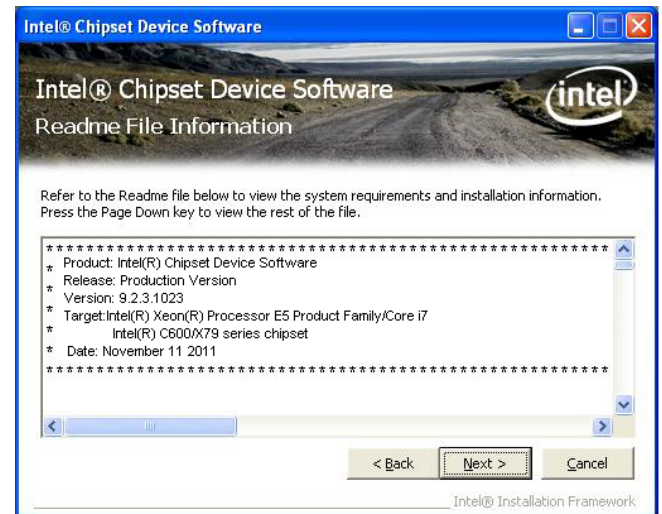 Intel® Chipset Device Software
Intel® Chipset Device Software
Readme File Information
intel
Refer to the Readme file below to view the system requirements and installation information.
Press the Page Down key to view the rest of the file.
********************************************************
* Product: Intel(R) Chipset Device Software
* Release: Production Version
* Version: 9.2.3.1023
* Target:Intel(R) Xeon(R) Processor E5 Product Family/Core i7
* Intel(R) C600/X79 series chipset
* Date: November 11 2011
********************************************************
< Back Next > Cancel
Intel® Installation Framework